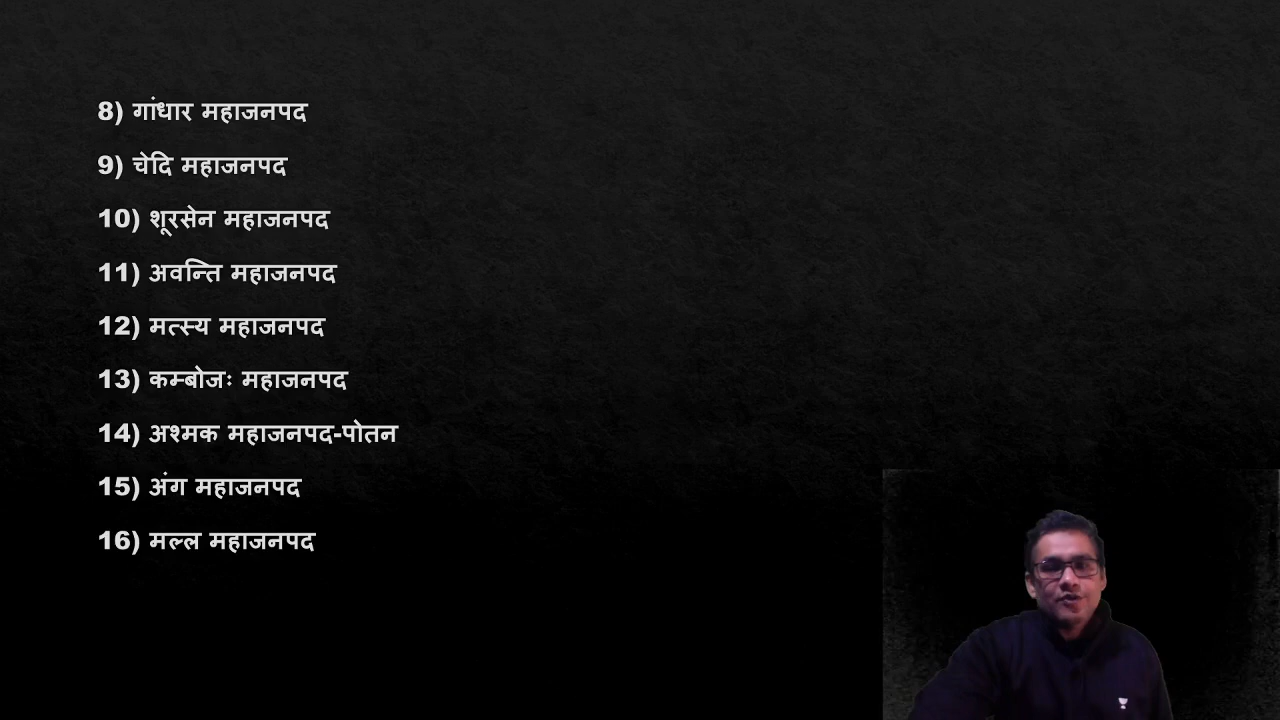 8) गांधार महाजनपद
9) चेदि महाजनपद
10) शूरसेन महाजनपद
11) अवन्ति महाजनपद
12) मत्स्य महाजनपद
13) कम्बोजः महाजनपद
14) अश्मक महाजनपद-पोतन
15) अंग महाजनपद
16) मल्ल महाजनपद